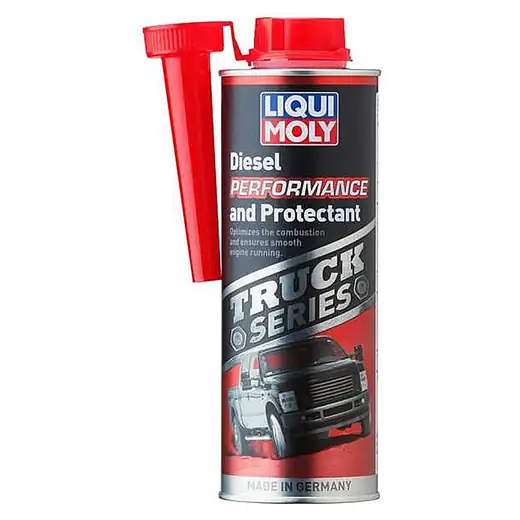 LIQUI
MOLY
Diesel
PERFORMANCE
and Protectant
Optimizes the combustion
and ensures smooth
engine running.
TRUCK
SERIES
MADE IN GERMANY